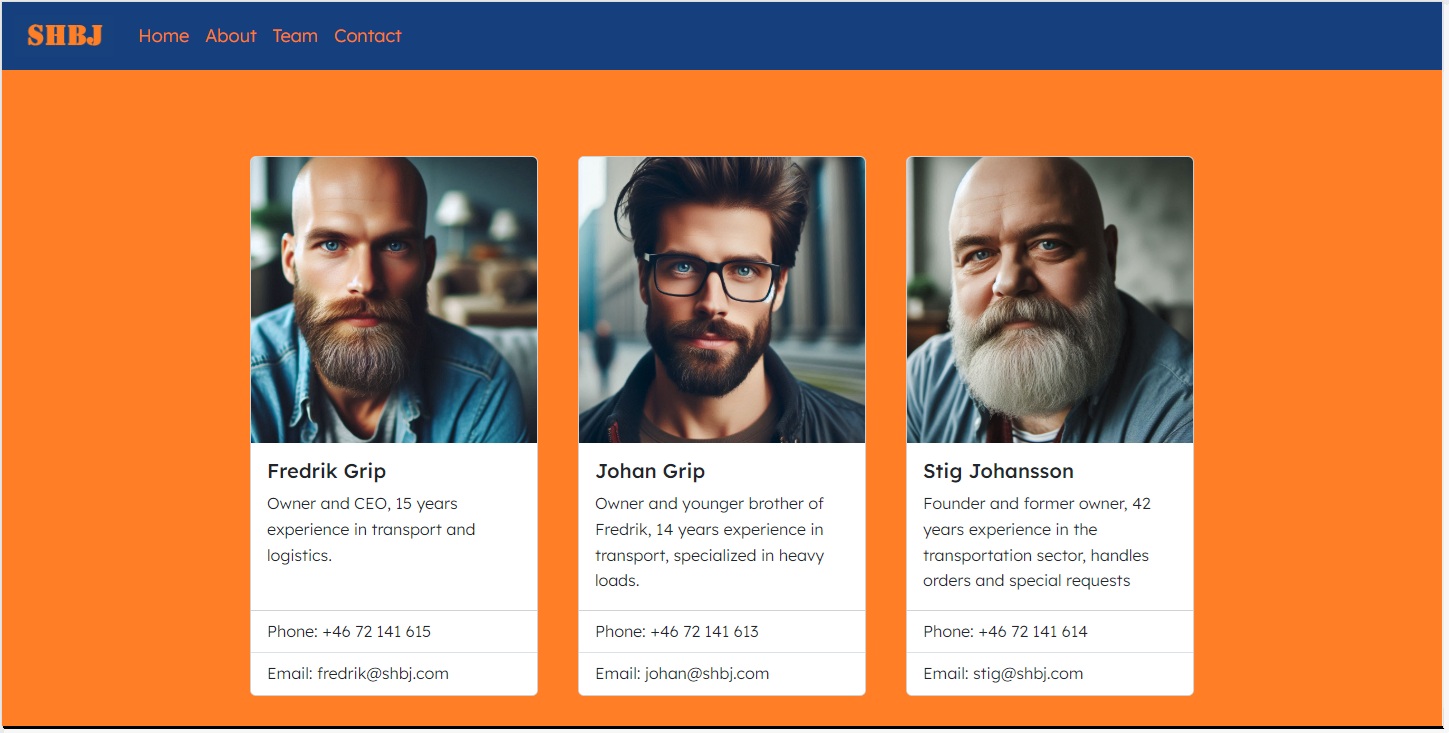 SHBJ Home About Team Contact
Fredrik Grip
Owner and CEO, 15 years
experience in transport and
logistics.
Phone: +46 72 141 615
Email: fredrik@shbj.com
Johan Grip
Owner and younger brother of
Fredrik, 14 years experience in
transport, specialized in heavy
loads.
Phone: +46 72 141 613
Email: johan@shbj.com
Stig Johansson
Founder and former owner, 42
years experience in the
transportation sector, handles
orders and special requests
Phone: +46 72 141 614
Email: stig@shbj.com